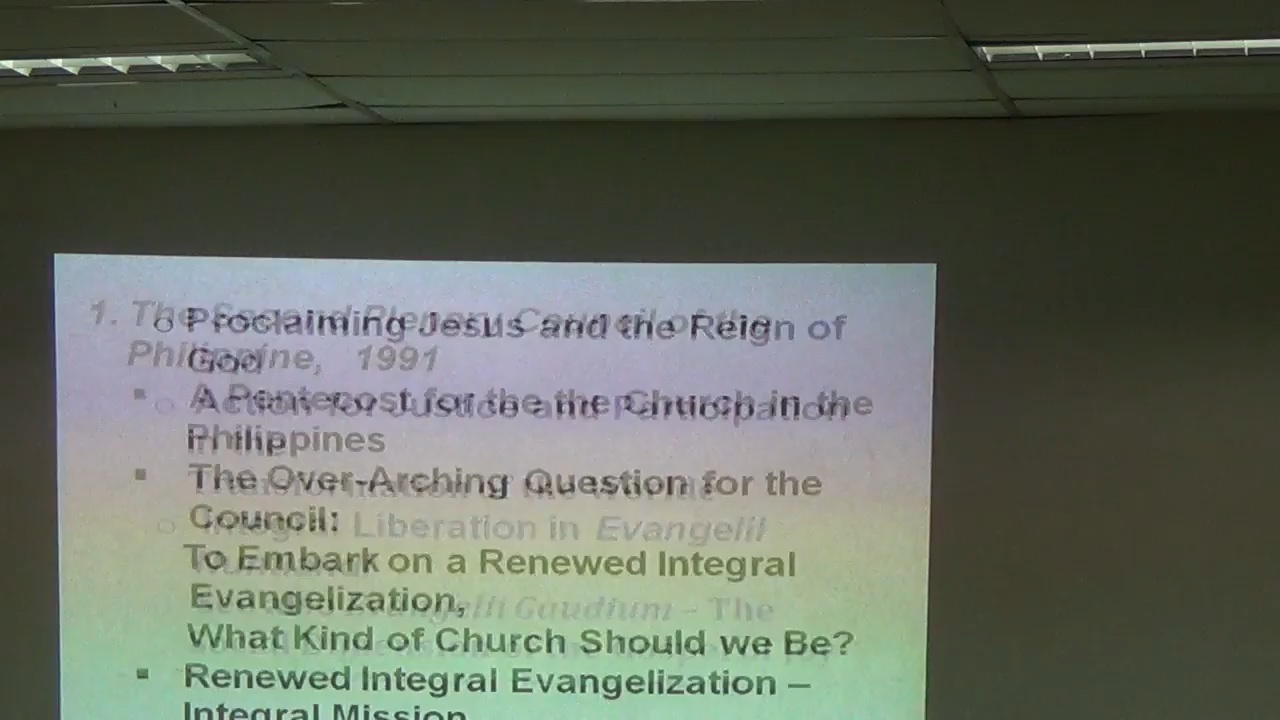 1. The Second Plenary Council of the
Philippine, 1991
o Proclaiming Jesus and the Reign of
God
▪ A Pentecost for the Church in the
Philippines
o Action for Justice and Participation
in
▪ The Over-Arching Question for the
Council:
Transformation of the World
o Integral Liberation in Evangelii
To Embark on a Renewed Integral
Evangelization,
Evangelii Gaudium – The
What Kind of Church Should we Be?
▪ Renewed Integral Evangelization –
Integral Mission